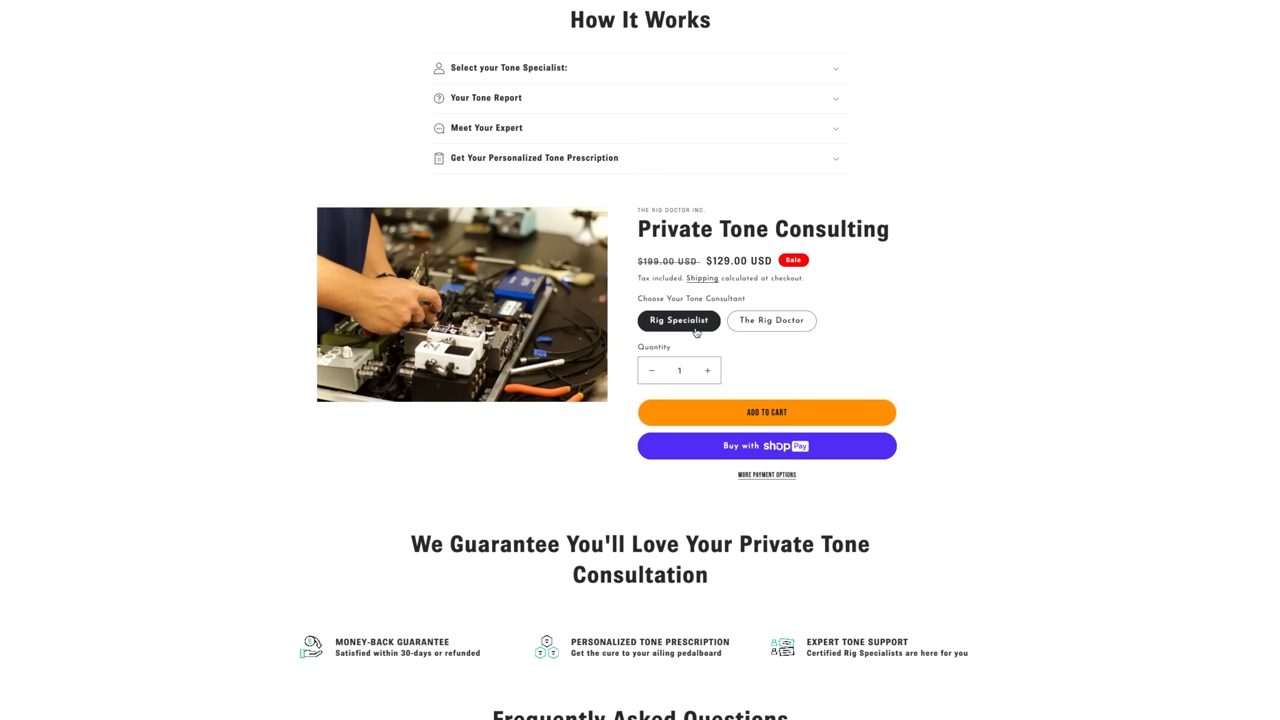 How It Works
Select your Tone Specialist:
Your Tone Report
Meet Your Expert
Get Your Personalized Tone Prescription
THE RIG DOCTOR INC.
Private Tone Consulting
$199.00 USD $129.00 USD Sale
Tax included. Shipping calculated at checkout.
Choose Your Tone Consultant
Rig Specialist The Rig Doctor
Quantity
− 1 +
ADD TO CART
Buy with shop Pay
MORE PAYMENT OPTIONS
We Guarantee You'll Love Your Private Tone
Consultation
MONEY-BACK GUARANTEE
Satisfied within 30-days or refunded
PERSONALIZED TONE PRESCRIPTION
Get the cure to your ailing pedalboard
EXPERT TONE SUPPORT
Certified Rig Specialists are here for you
Frequently Asked Questions